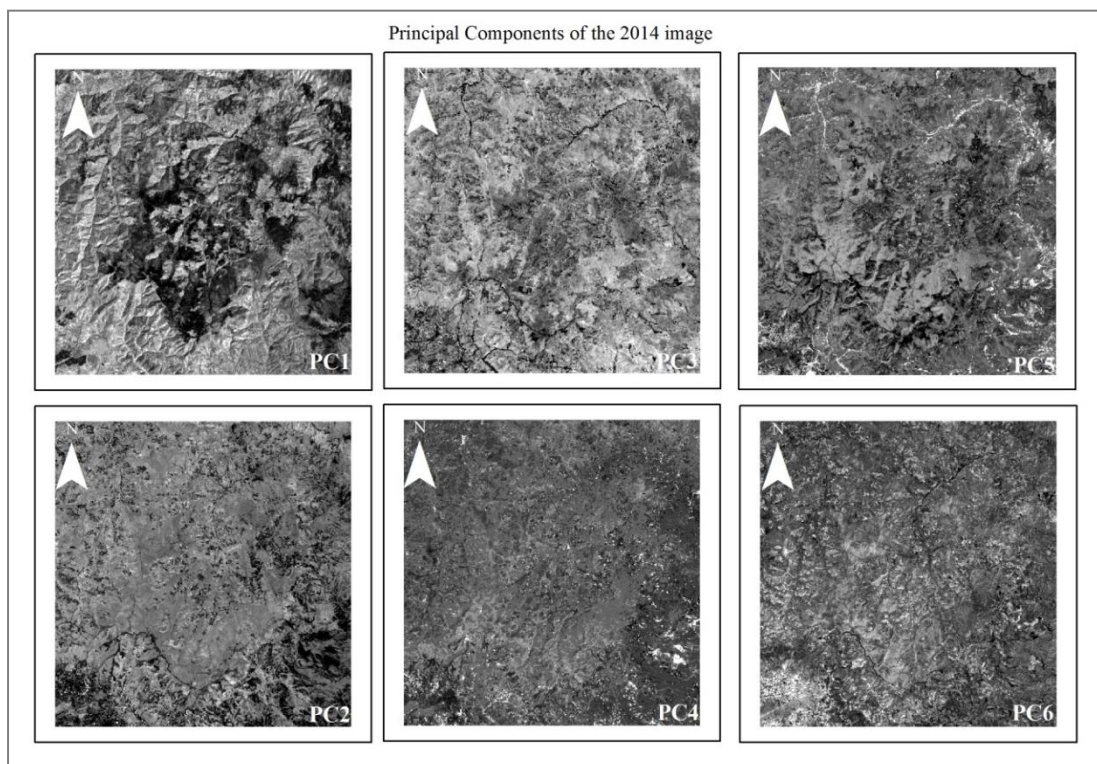 Principal Components of the 2014 image
N
N
N
PC1
PC3
PC5
N
N
N
PC2
PC4
PC6